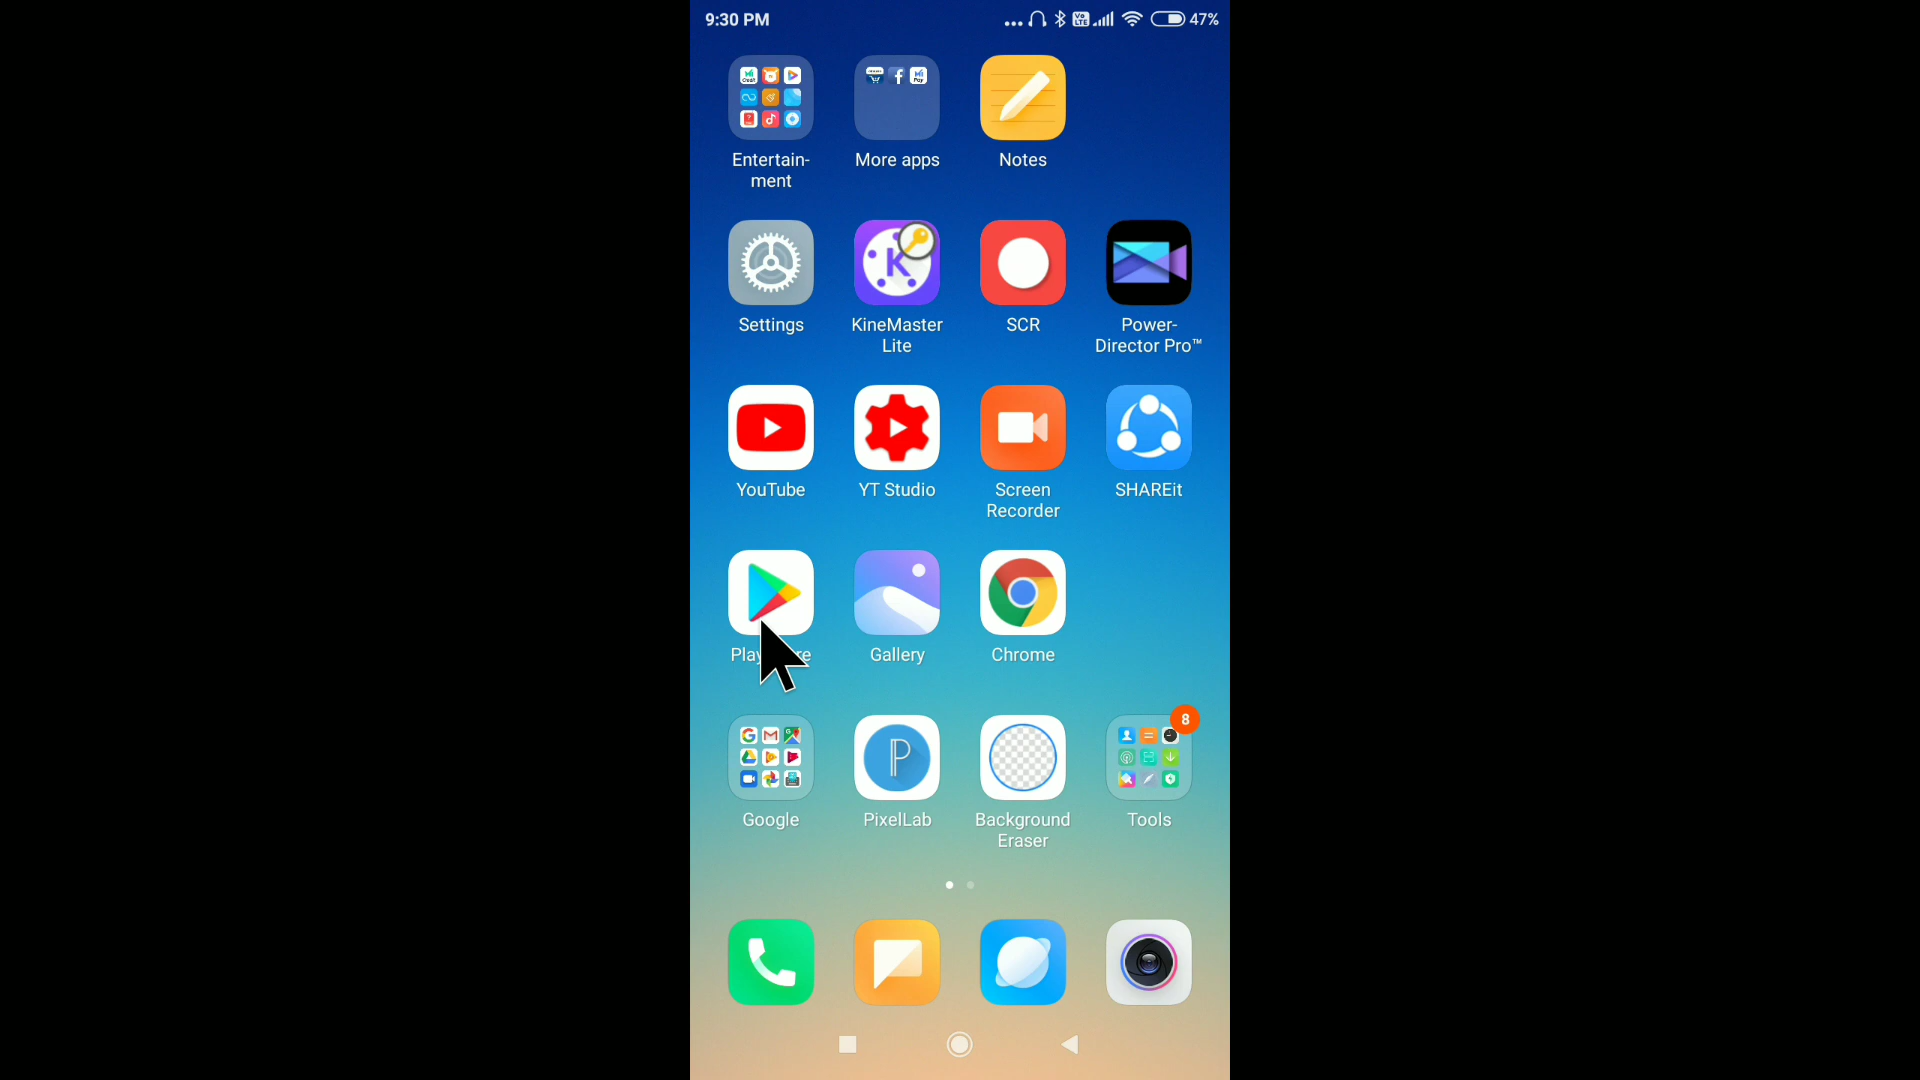 9:30 PM
47%
Entertain-
ment
More apps
Notes
Settings
KineMaster
Lite
SCR
Power-
Director Pro™
YouTube
YT Studio
Screen
Recorder
SHAREit
Gallery
Chrome
8
Google
PixelLab
Background
Eraser
Tools